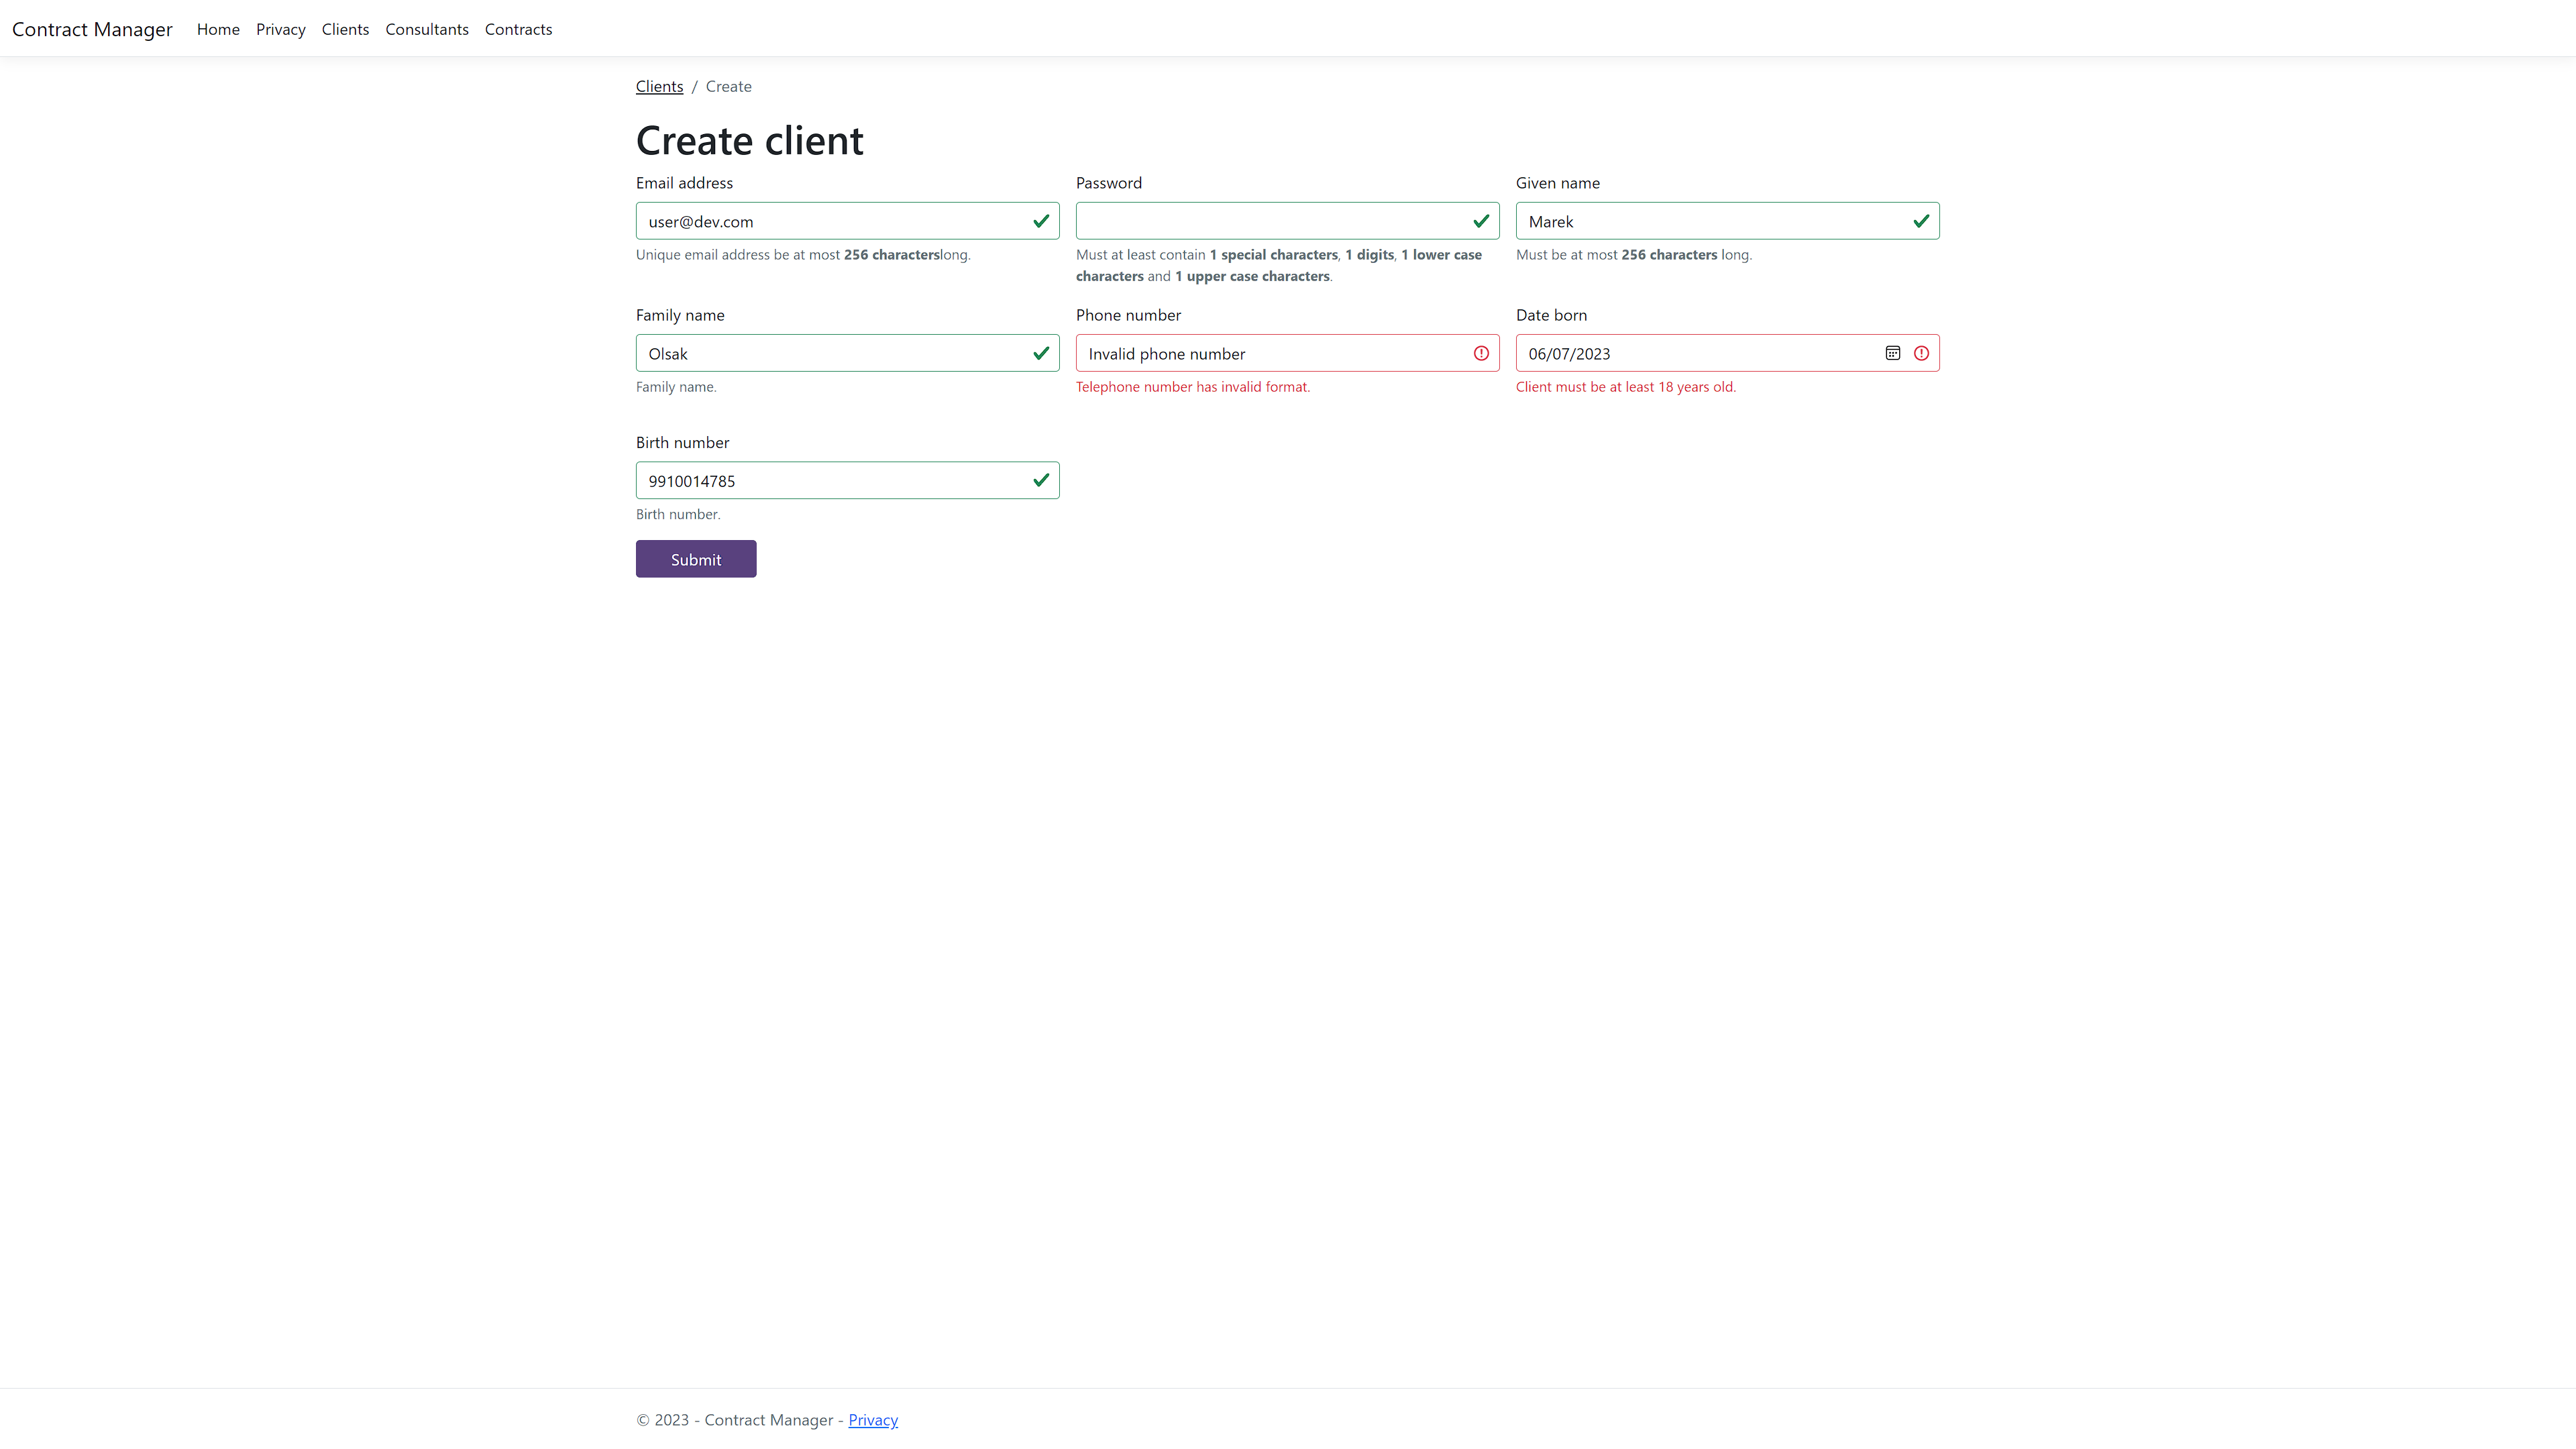 Contract Manager Home Privacy Clients Consultants Contracts
Clients / Create
Create client
Email address
user@dev.com
Unique email address be at most 256 characterslong.
Password
Must at least contain 1 special characters, 1 digits, 1 lower case
characters and 1 upper case characters.
Given name
Marek
Must be at most 256 characters long.
Family name
Olsak
Family name.
Phone number
Invalid phone number
Telephone number has invalid format.
Date born
06/07/2023
Client must be at least 18 years old.
Birth number
9910014785
Birth number.
Submit
© 2023 - Contract Manager - Privacy